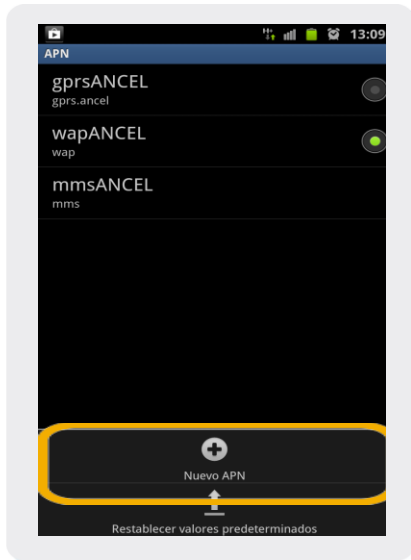 13:09
APN
gprsANCEL
gprs.ancel
wapANCEL
wap
mmsANCEL
mms
Nuevo APN
Restablecer valores predeterminados